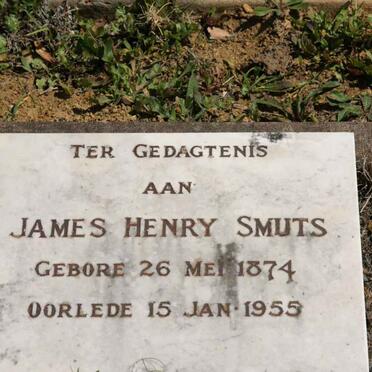 TER GEDAGTENIS
AAN
JAMES HENRY SMUTS
GEBORE 26 MEI 1874
OORLEDE 15 JAN 1955